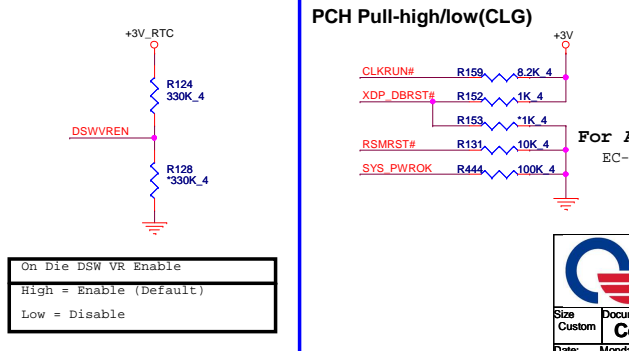 +3V_RTC
R124
330K_4
DSWVREN
R128
*330K_4
On Die DSW VR Enable
High = Enable (Default)
Low = Disable
PCH Pull-high/low(CLG)
+3V
CLKRUN# R159 8.2K_4
XDP_DBRST# R152 1K_4
R153 *1K_4
RSMRST# R131 10K_4
SYS_PWROK R444 100K_4
For
EC-
Size
Custom
Date: